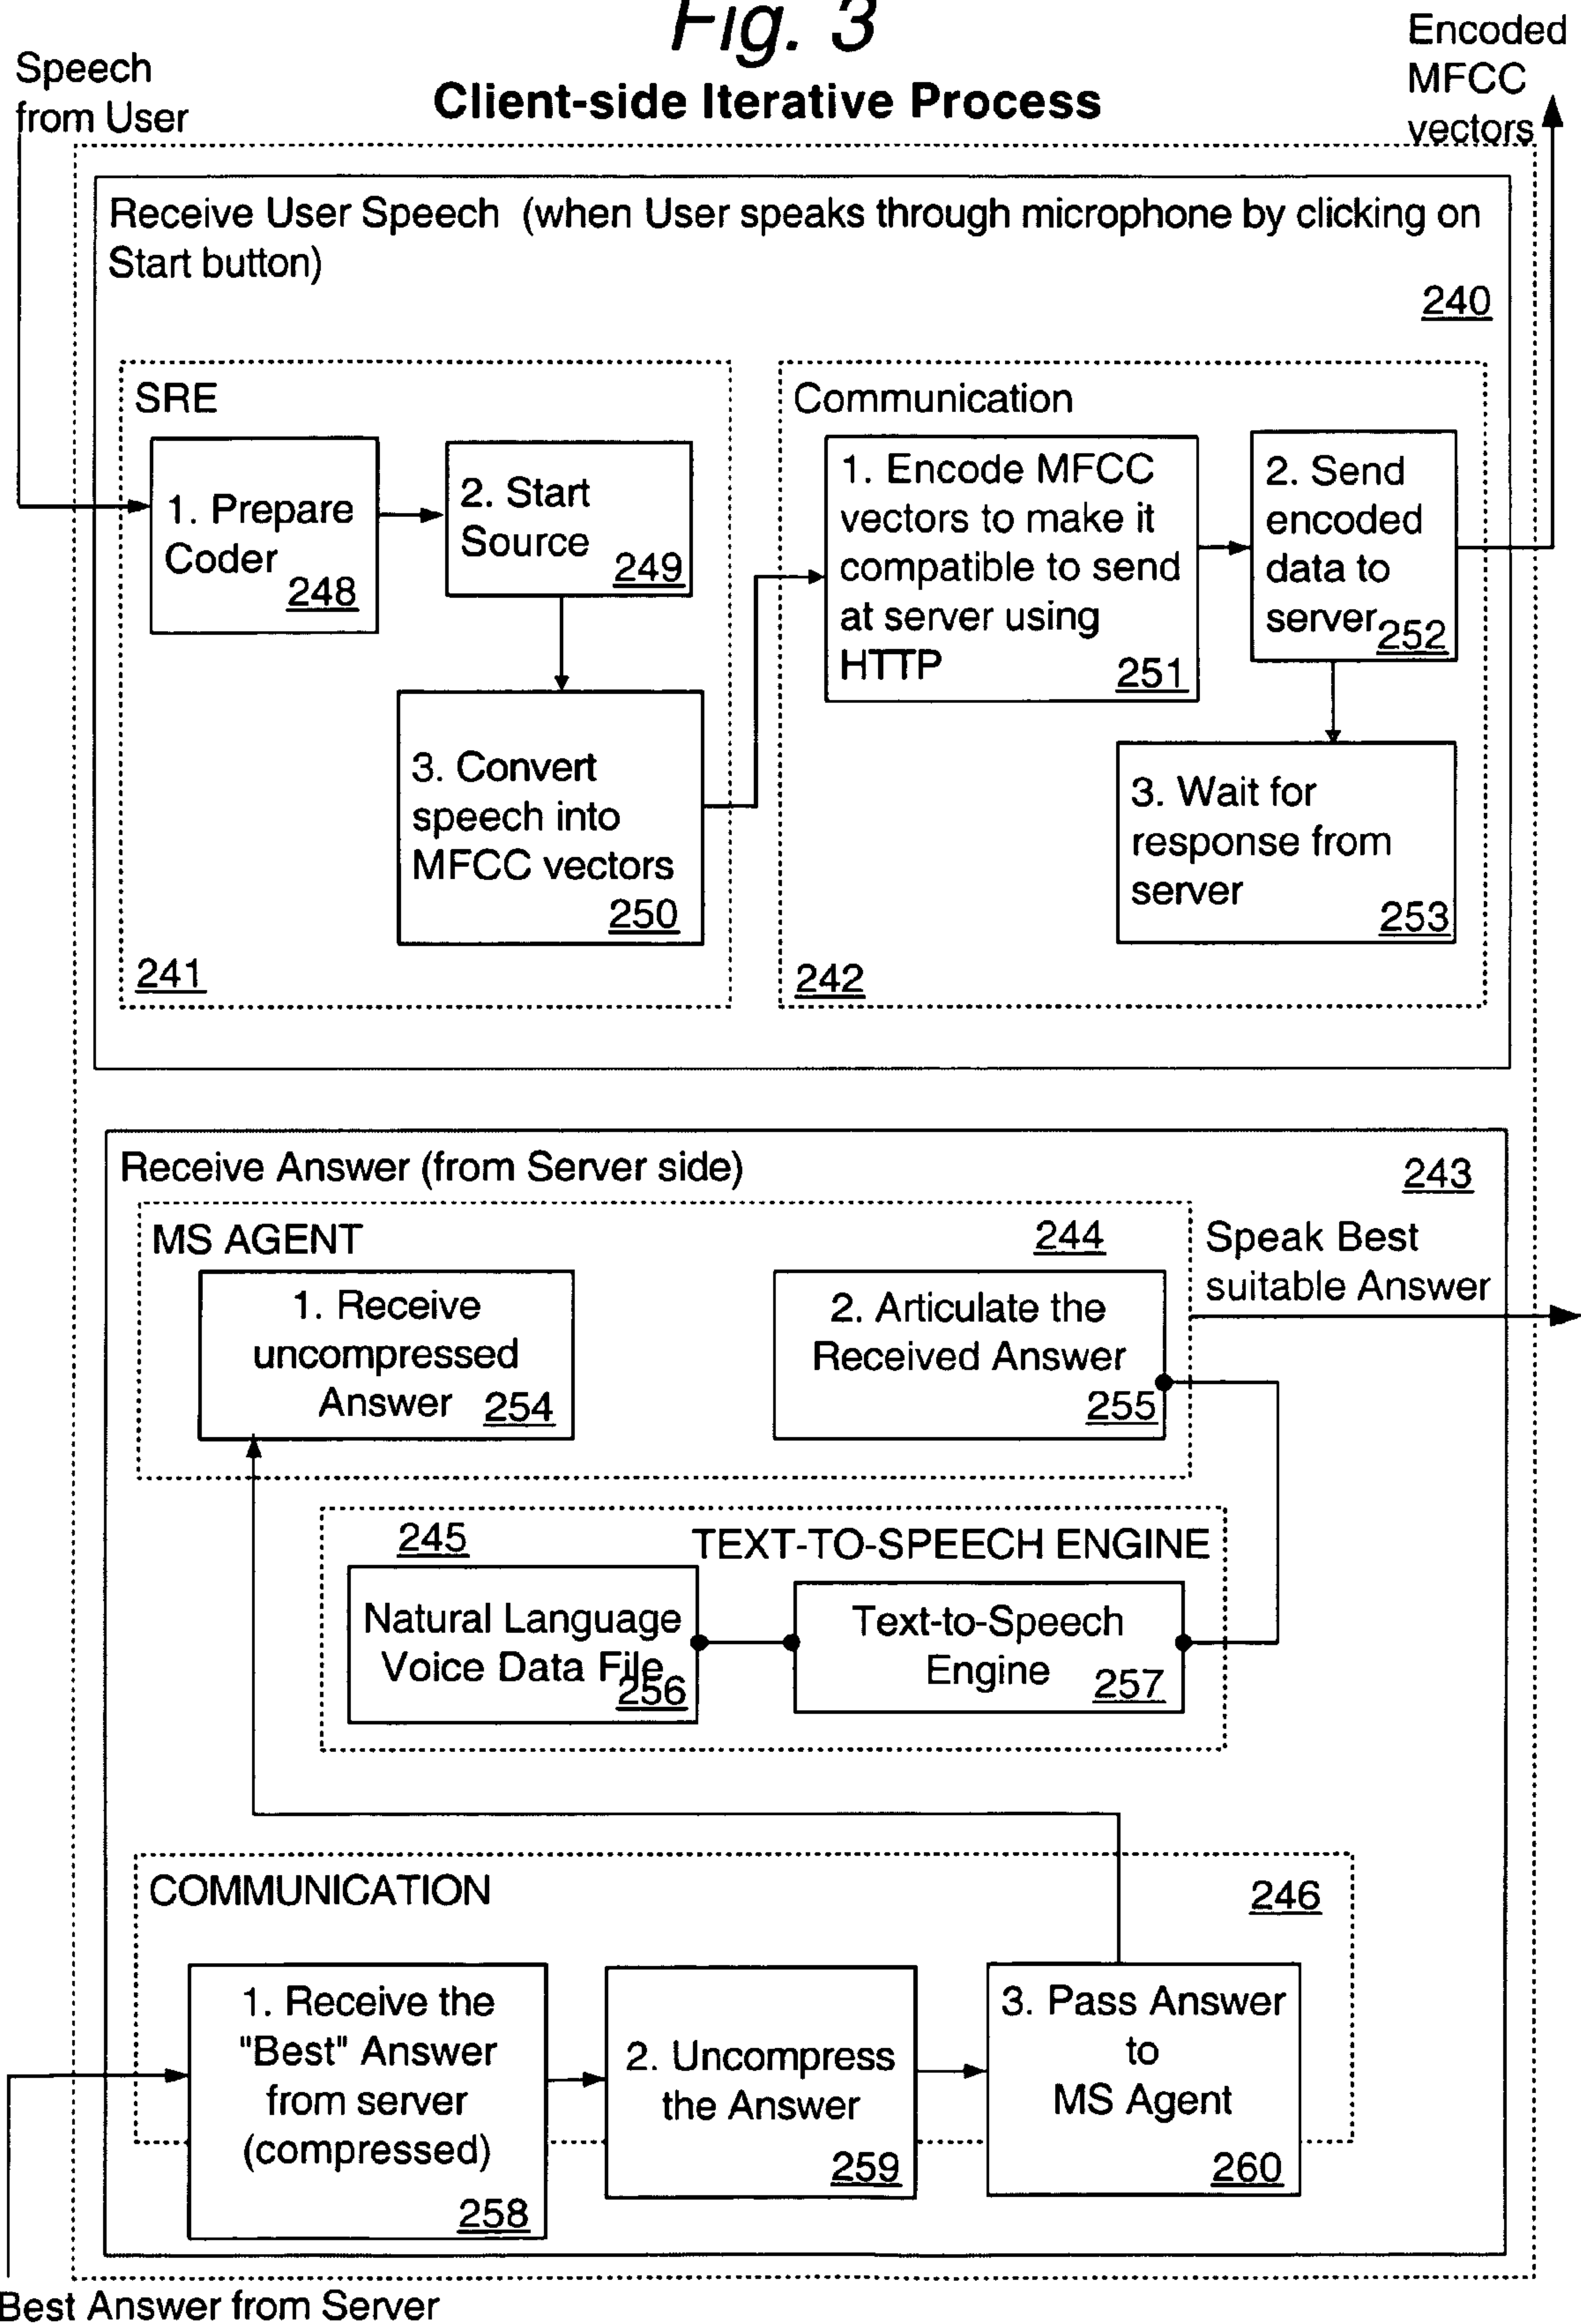 Fig. 3
Client-side Iterative Process
Speech
from User
Encoded
MFCC
vectors
Receive User Speech (when User speaks through microphone by clicking on
Start button)
240
SRE
1. Prepare
Coder
248
2. Start
Source
249
3. Convert
speech into
MFCC vectors
250
241
Communication
1. Encode MFCC
vectors to make it
compatible to send
at server using
HTTP
251
2. Send
encoded
data to
server
252
3. Wait for
response from
server
253
242
Receive Answer (from Server side)
243
MS AGENT
244
1. Receive
uncompressed
Answer 254
2. Articulate the
Received Answer
255
Speak Best
suitable Answer
245
TEXT-TO-SPEECH ENGINE
Natural Language
Voice Data File
256
Text-to-Speech
Engine
257
COMMUNICATION
246
1. Receive the
"Best" Answer
from server
(compressed)
258
2. Uncompress
the Answer
259
3. Pass Answer
to
MS Agent
260
Best Answer from Server